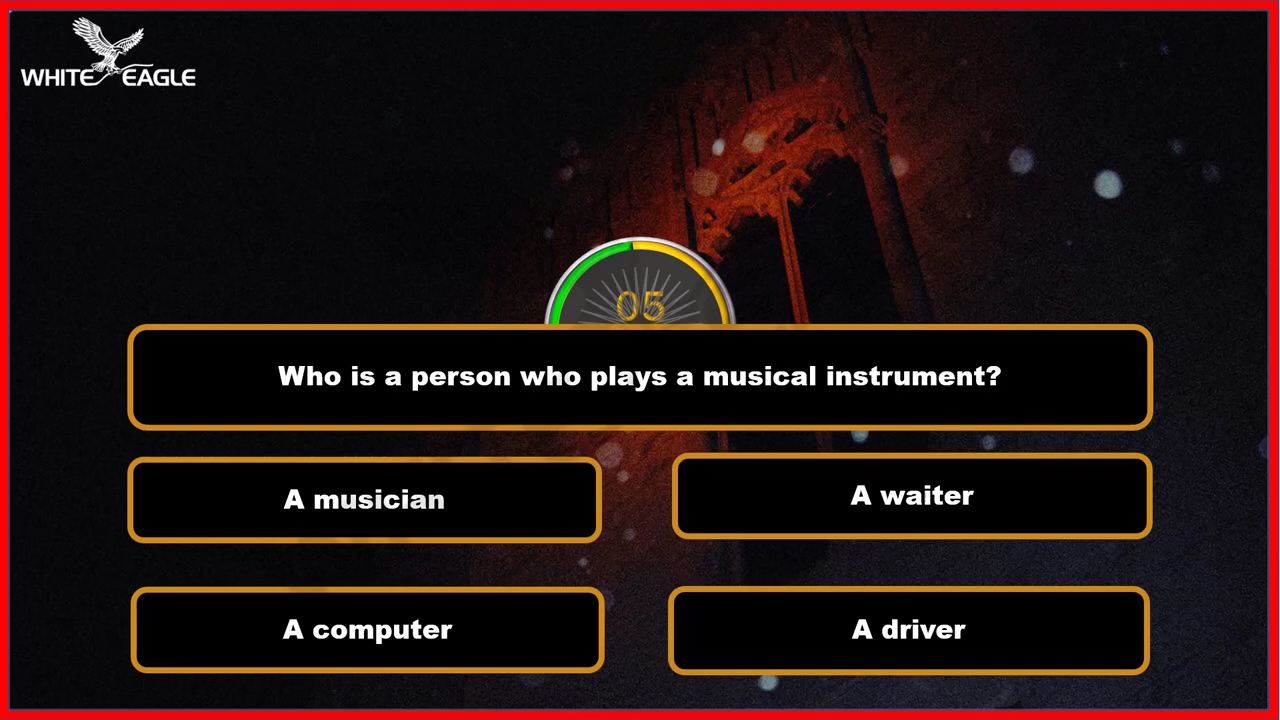 WHITE EAGLE
05
Who is a person who plays a musical instrument?
A musician
A waiter
A computer
A driver